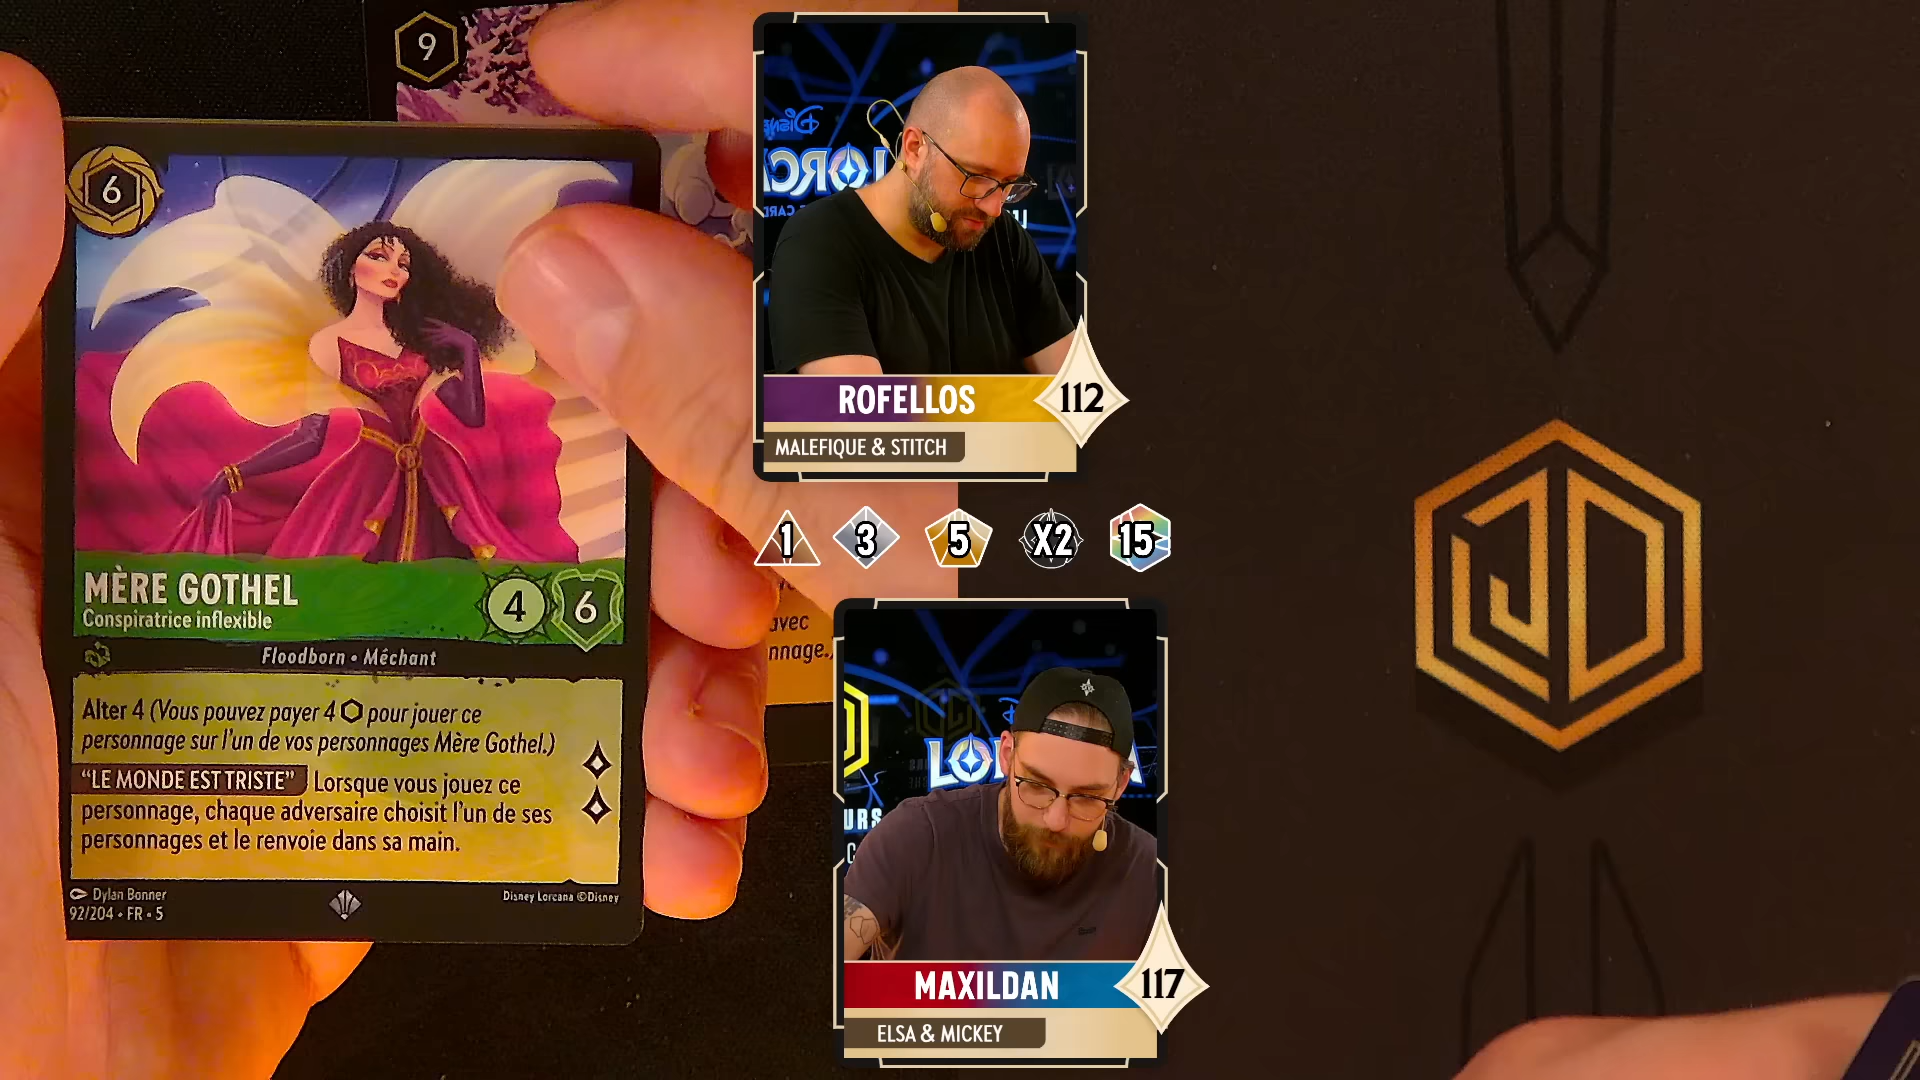 9
6
MÈRE GOTHEL
Conspiratrice inflexible
4
6
Floodborn • Méchant
Alter 4 (Vous pouvez payer 4 pour jouer ce
personnage sur l'un de vos personnages Mère Gothel.)
"LE MONDE EST TRISTE" Lorsque vous jouez ce
personnage, chaque adversaire choisit l'un de ses
personnages et le renvoie dans sa main.
Dylan Bonner
92/204 • FR • 5
Disney Lorcana ©Disney
avec
nnage.)
ROFELLOS
112
MALEFIQUE & STITCH
1
3
5
X2
15
URS
MAXILDAN
117
ELSA & MICKEY